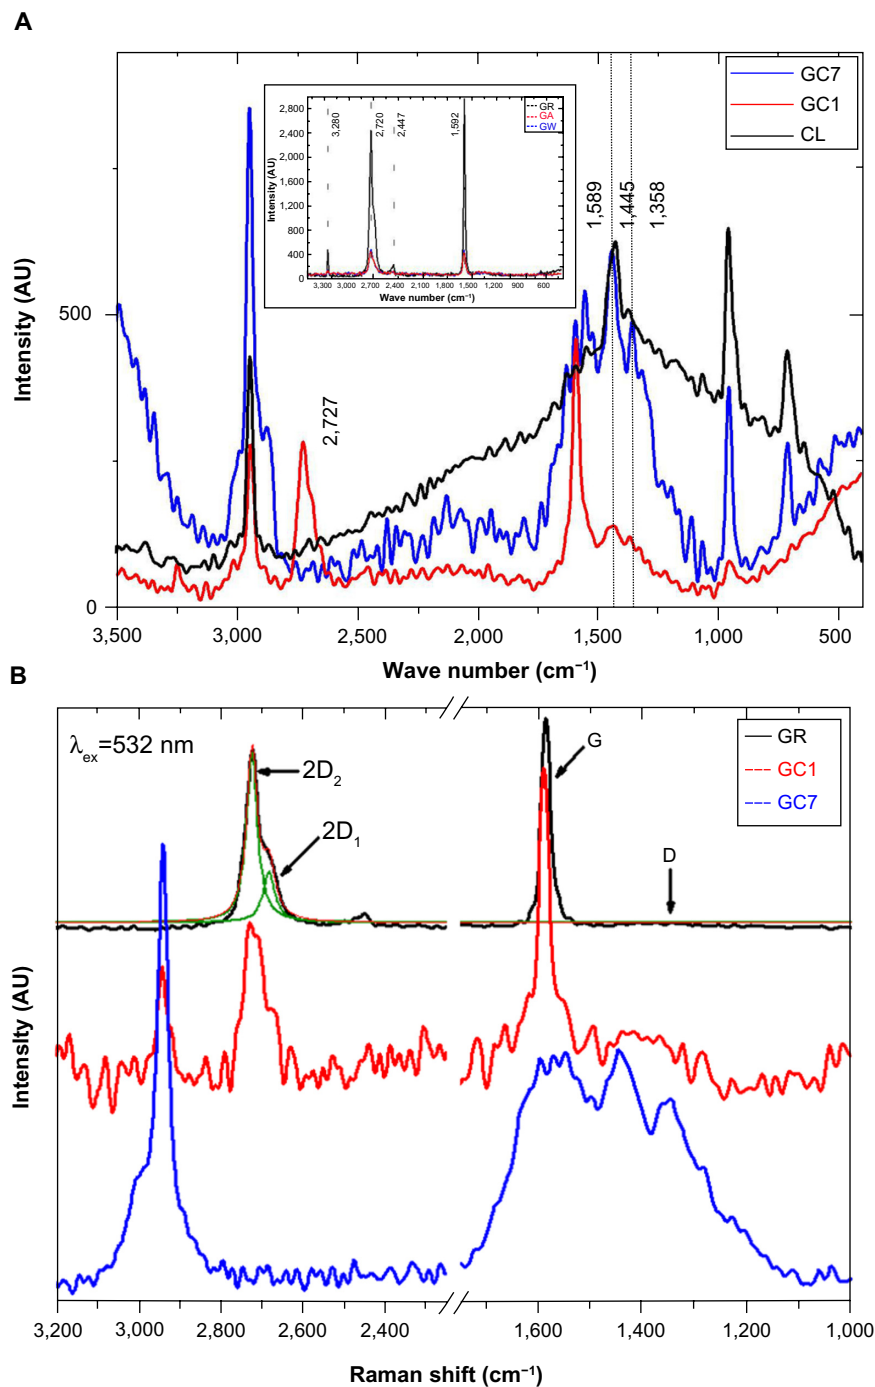 A
GC7
GC1
CL
GR
GA
GW
3,280
2,720
2,447
1,592
2,800
2,400
2,000
1,600
1,200
800
400
0
Intensity (AU)
3,300 3,000 2,700 2,400 2,100 1,800 1,500 1,200 900 600
Wave number (cm⁻¹)
1,589
1,445
1,358
2,727
500
0
Intensity (AU)
3,500 3,000 2,500 2,000 1,500 1,000 500
Wave number (cm⁻¹)
B
λex=532 nm
2D2
2D1
G
D
GR
GC1
GC7
Intensity (AU)
3,200 3,000 2,800 2,600 2,400 1,600 1,400 1,200 1,000
Raman shift (cm⁻¹)